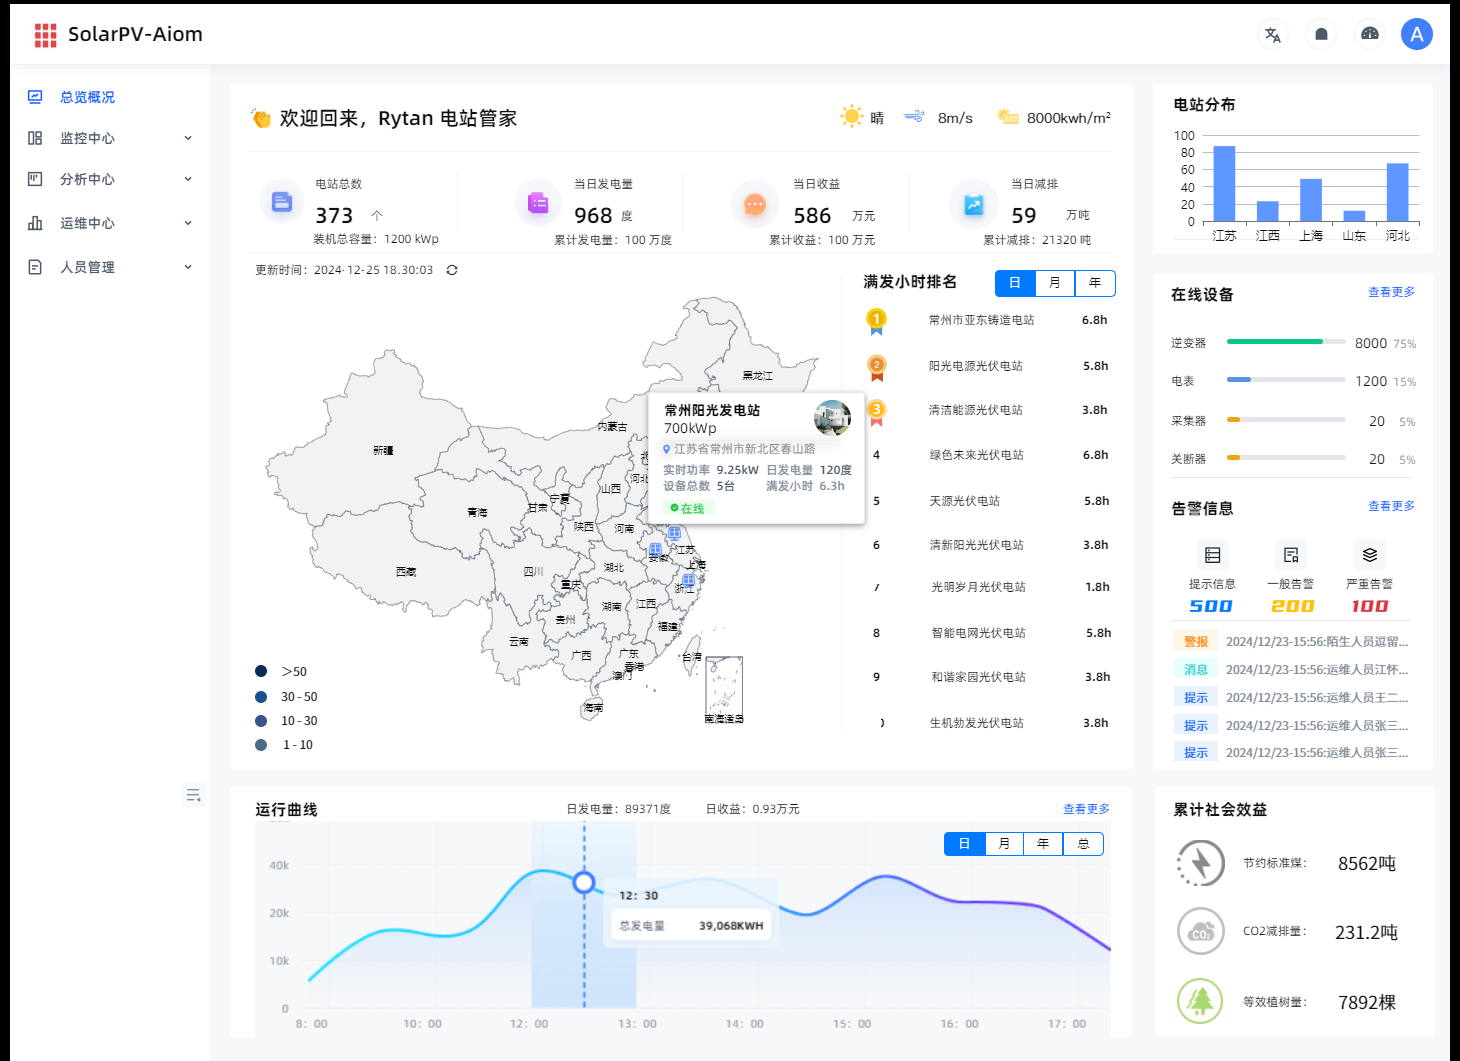 SolarPV-Aiom
A
总览概况
监控中心
分析中心
运维中心
人员管理
欢迎回来，Rytan 电站管家
晴
8m/s
8000kwh/m²
电站总数
373 个
装机总容量：1200 kWp
当日发电量
968 度
累计发电量：100 万度
当日收益
586 万元
累计收益：100 万元
当日减排
59 万吨
累计减排：21320 吨
更新时间：2024-12-25 18.30:03
黑龙江
内蒙古
新疆
宁夏
山西
河北
甘肃
青海
陕西
河南
江苏
安徽
上海
西藏
四川
湖北
重庆
浙江
湖南
江西
贵州
福建
云南
广西
广东
台湾
香港
澳门
海南
南海诸岛
常州阳光发电站
700kWp
江苏省常州市新北区春山路
实时功率 9.25kW 日发电量 120度
设备总数 5台 满发小时 6.3h
在线
>50
30 - 50
10 - 30
1 - 10
满发小时排名
日 月 年
1 常州市亚东铸造电站 6.8h
2 阳光电源光伏电站 5.8h
3 清洁能源光伏电站 3.8h
4 绿色未来光伏电站 6.8h
5 天源光伏电站 5.8h
6 清新阳光光伏电站 3.8h
7 光明岁月光伏电站 1.8h
8 智能电网光伏电站 5.8h
9 和谐家园光伏电站 3.8h
0 生机勃发光伏电站 3.8h
电站分布
100
80
60
40
20
0
江苏 江西 上海 山东 河北
在线设备 查看更多
逆变器 8000 75%
电表 1200 15%
采集器 20 5%
关断器 20 5%
告警信息 查看更多
提示信息 一般告警 严重告警
500 200 100
警报 2024/12/23-15:56:陌生人员逗留...
消息 2024/12/23-15:56:运维人员江怀...
提示 2024/12/23-15:56:运维人员王二...
提示 2024/12/23-15:56:运维人员张三...
提示 2024/12/23-15:56:运维人员张三...
运行曲线 日发电量：89371度 日收益：0.93万元 查看更多
日 月 年 总
40k
20k
10k
0
12：30
总发电量 39,068KWH
8：00 10：00 12：00 13：00 14：00 15：00 16：00 17：00
累计社会效益
节约标准煤： 8562吨
CO2
CO2减排量： 231.2吨
等效植树量： 7892棵